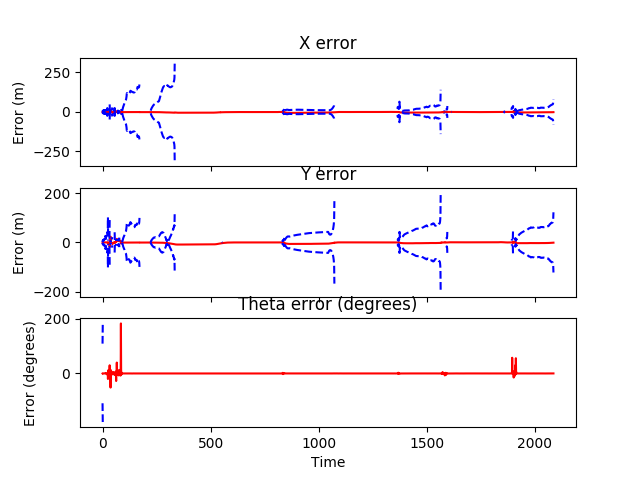 X error
Error (m)
250
0
−250
Y error
Error (m)
200
0
−200
Theta error (degrees)
Error (degrees)
200
0
0
500
1000
1500
2000
Time